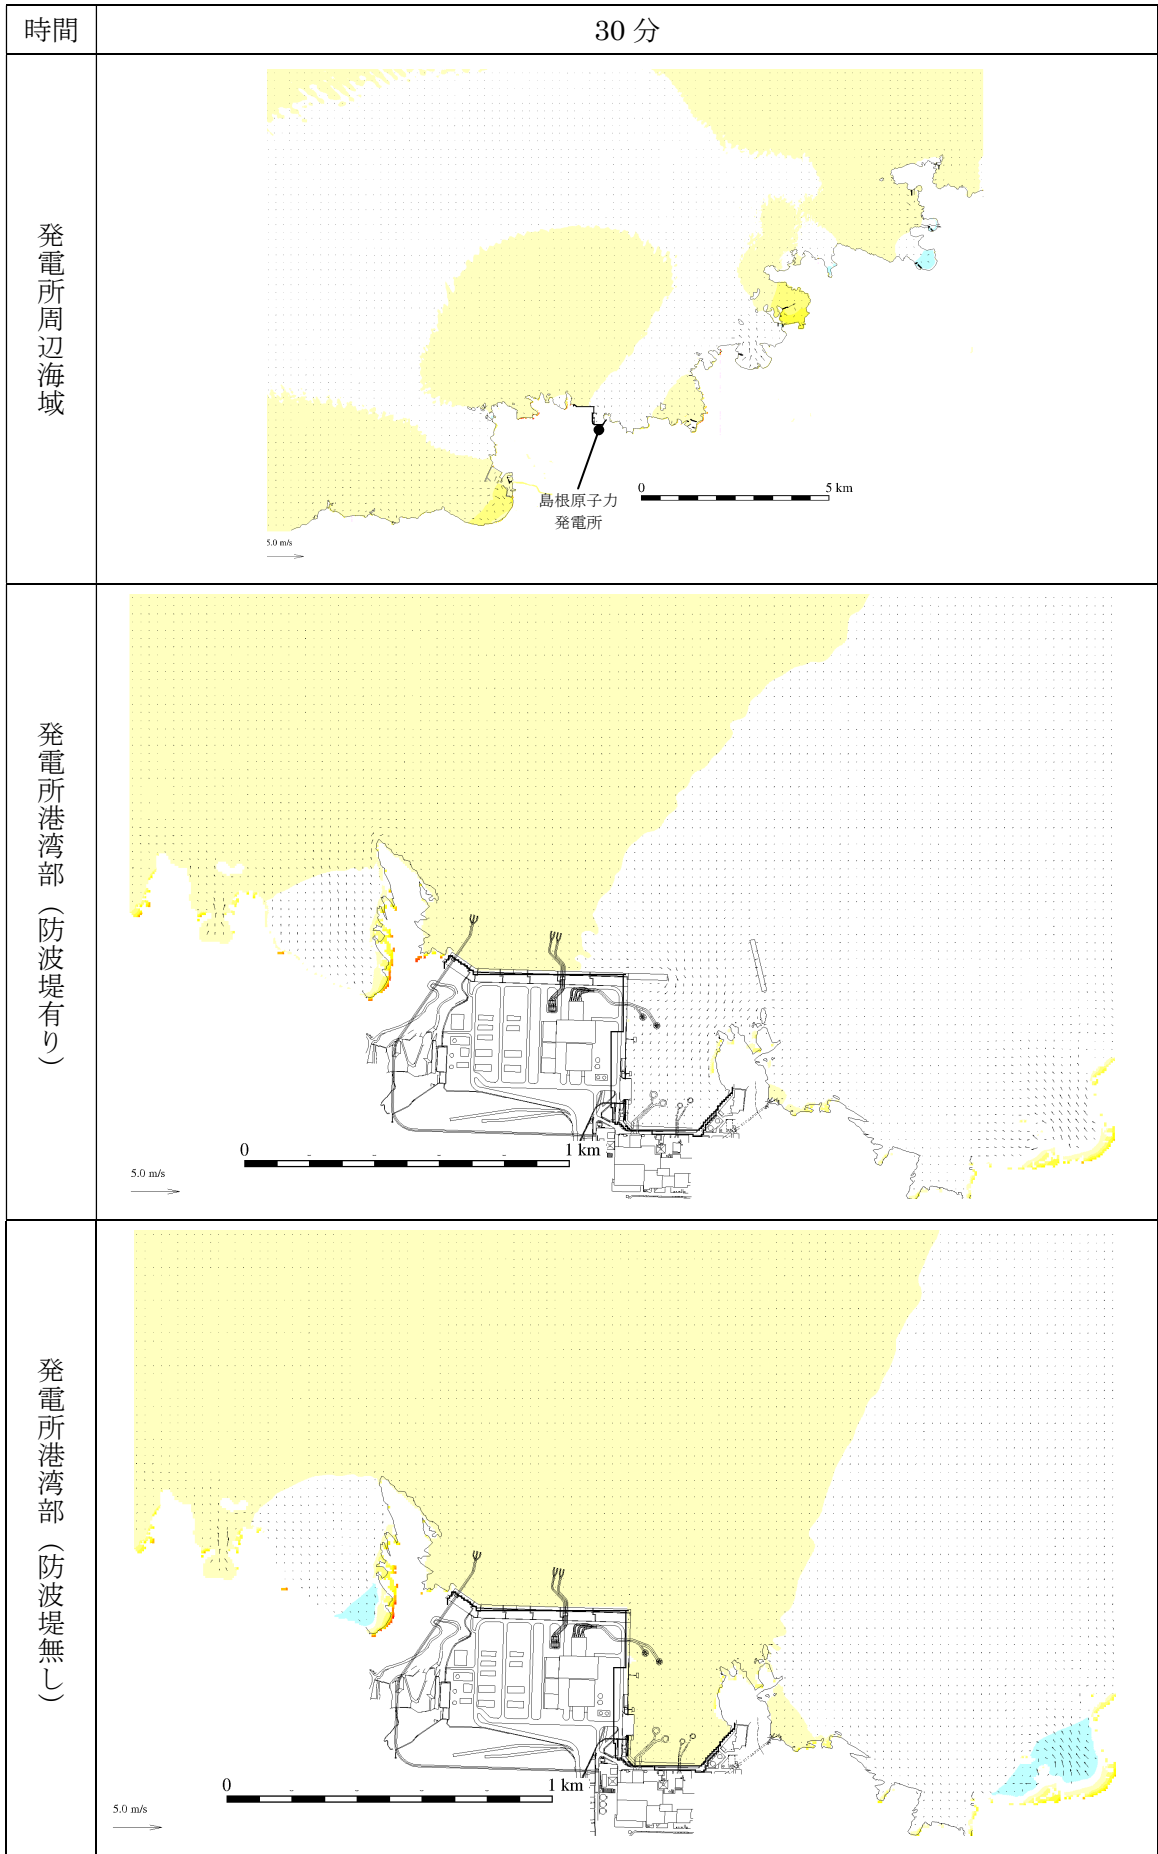 時間
30 分
発電所周辺海域
島根原子力
発電所
0 5 km
5.0 m/s
発電所港湾部（防波堤有り）
0 1 km
5.0 m/s
発電所港湾部（防波堤無し）
0 1 km
5.0 m/s